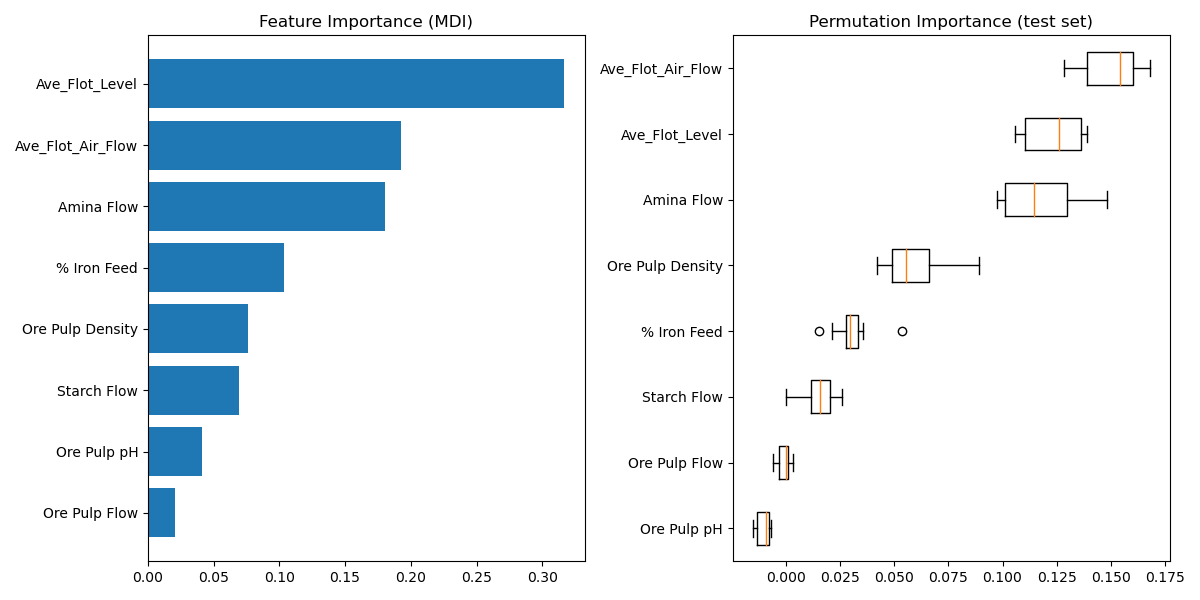 Feature Importance (MDI)
Ave_Flot_Level
Ave_Flot_Air_Flow
Amina Flow
% Iron Feed
Ore Pulp Density
Starch Flow
Ore Pulp pH
Ore Pulp Flow
0.00 0.05 0.10 0.15 0.20 0.25 0.30
Permutation Importance (test set)
Ave_Flot_Air_Flow
Ave_Flot_Level
Amina Flow
Ore Pulp Density
% Iron Feed
Starch Flow
Ore Pulp Flow
Ore Pulp pH
0.000 0.025 0.050 0.075 0.100 0.125 0.150 0.175